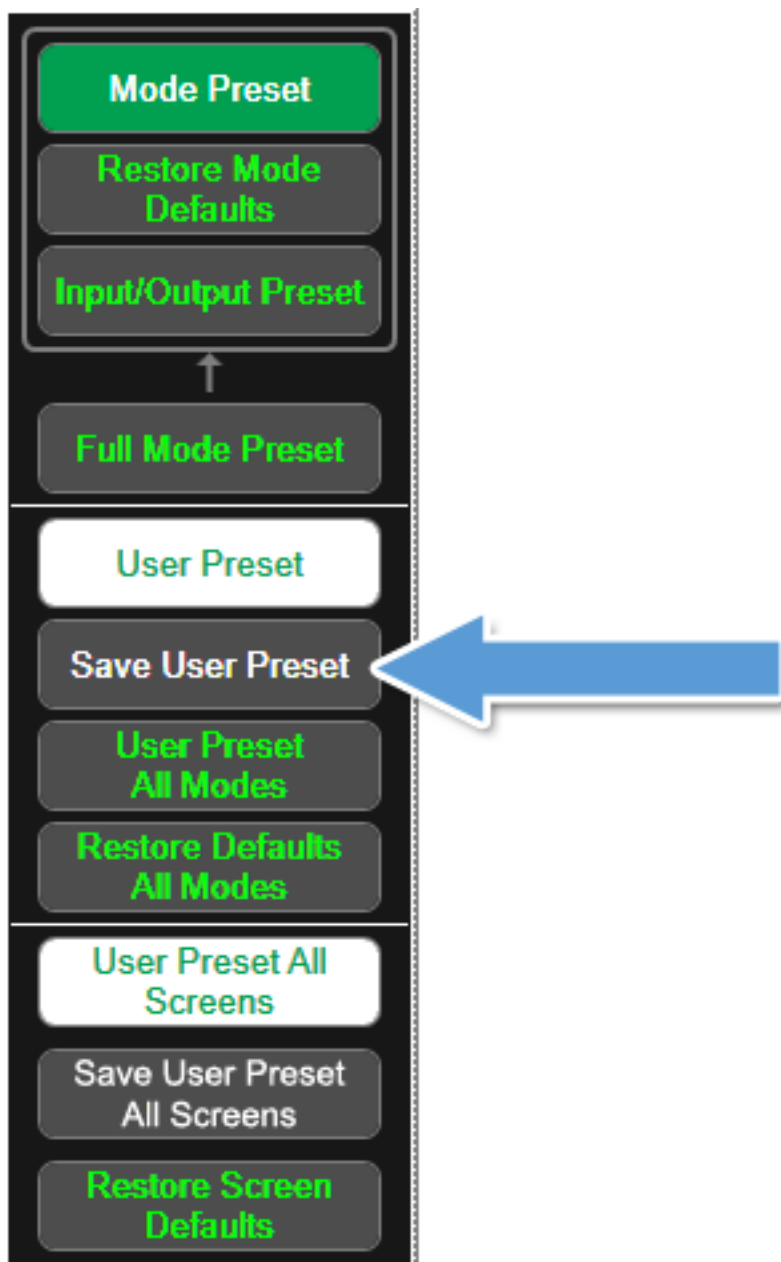 Mode Preset
Restore Mode
Defaults
Input/Output Preset
Full Mode Preset
User Preset
Save User Preset
User Preset
All Modes
Restore Defaults
All Modes
User Preset All
Screens
Save User Preset
All Screens
Restore Screen
Defaults